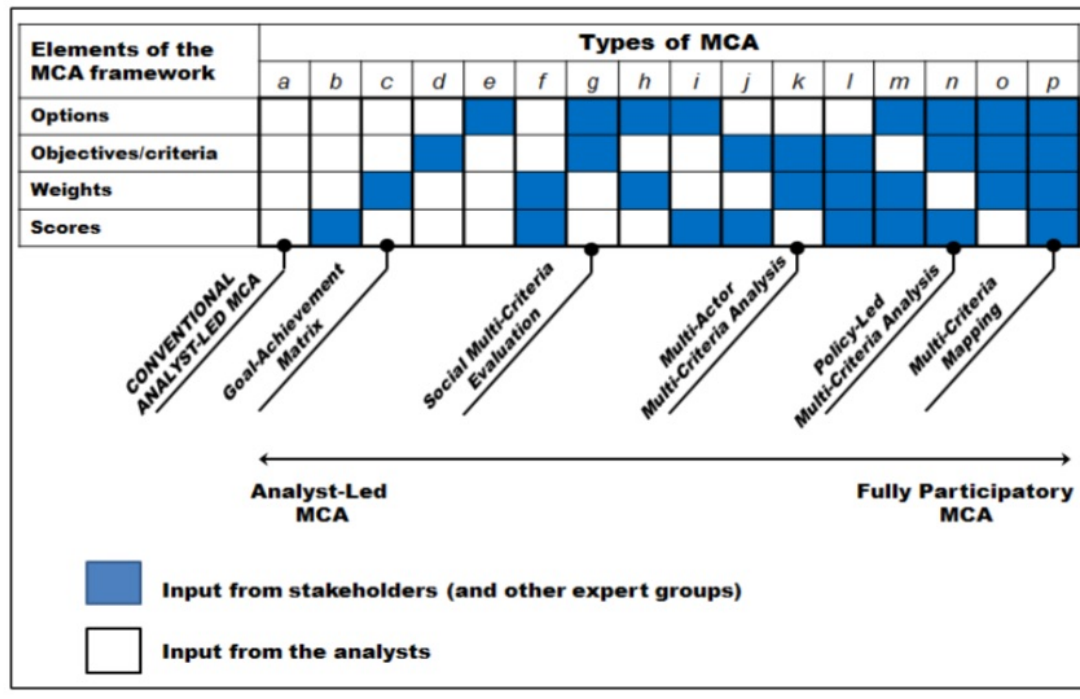 Elements of the
MCA framework
Types of MCA
a b c d e f g h i j k l m n o p
Options
Objectives/criteria
Weights
Scores
CONVENTIONAL
ANALYST-LED MCA
Goal-Achievement
Matrix
Social Multi-Criteria
Evaluation
Multi-Actor
Multi-Criteria Analysis
Policy-Led
Multi-Criteria Analysis
Multi-Criteria
Mapping
Analyst-Led
MCA
Fully Participatory
MCA
Input from stakeholders (and other expert groups)
Input from the analysts